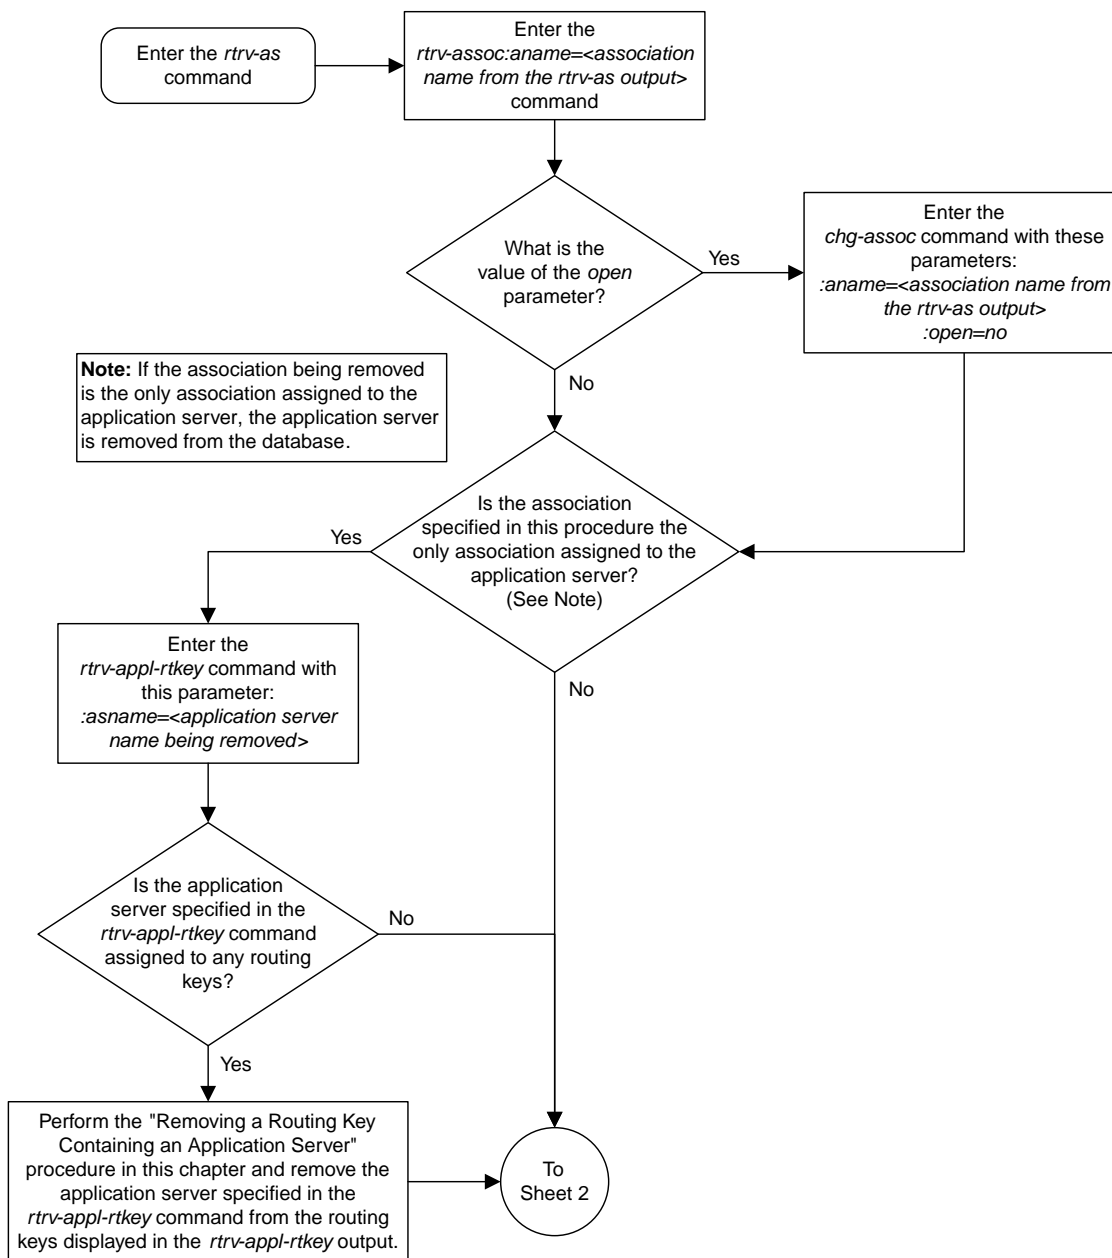 Enter the rtrv-as
command
Enter the
rtrv-assoc:aname=<association
name from the rtrv-as output>
command
What is the
value of the open
parameter?
Yes
Enter the
chg-assoc command with these
parameters:
:aname=<association name from
the rtrv-as output>
:open=no
No
Note: If the association being removed
is the only association assigned to the
application server, the application server
is removed from the database.
Is the association
specified in this procedure the
only association assigned to the
application server?
(See Note)
Yes
No
Enter the
rtrv-appl-rtkey command with
this parameter:
:asname=<application server
name being removed>
Is the application
server specified in the
rtrv-appl-rtkey command
assigned to any routing
keys?
No
Yes
Perform the "Removing a Routing Key
Containing an Application Server"
procedure in this chapter and remove the
application server specified in the
rtrv-appl-rtkey command from the routing
keys displayed in the rtrv-appl-rtkey output.
To
Sheet 2